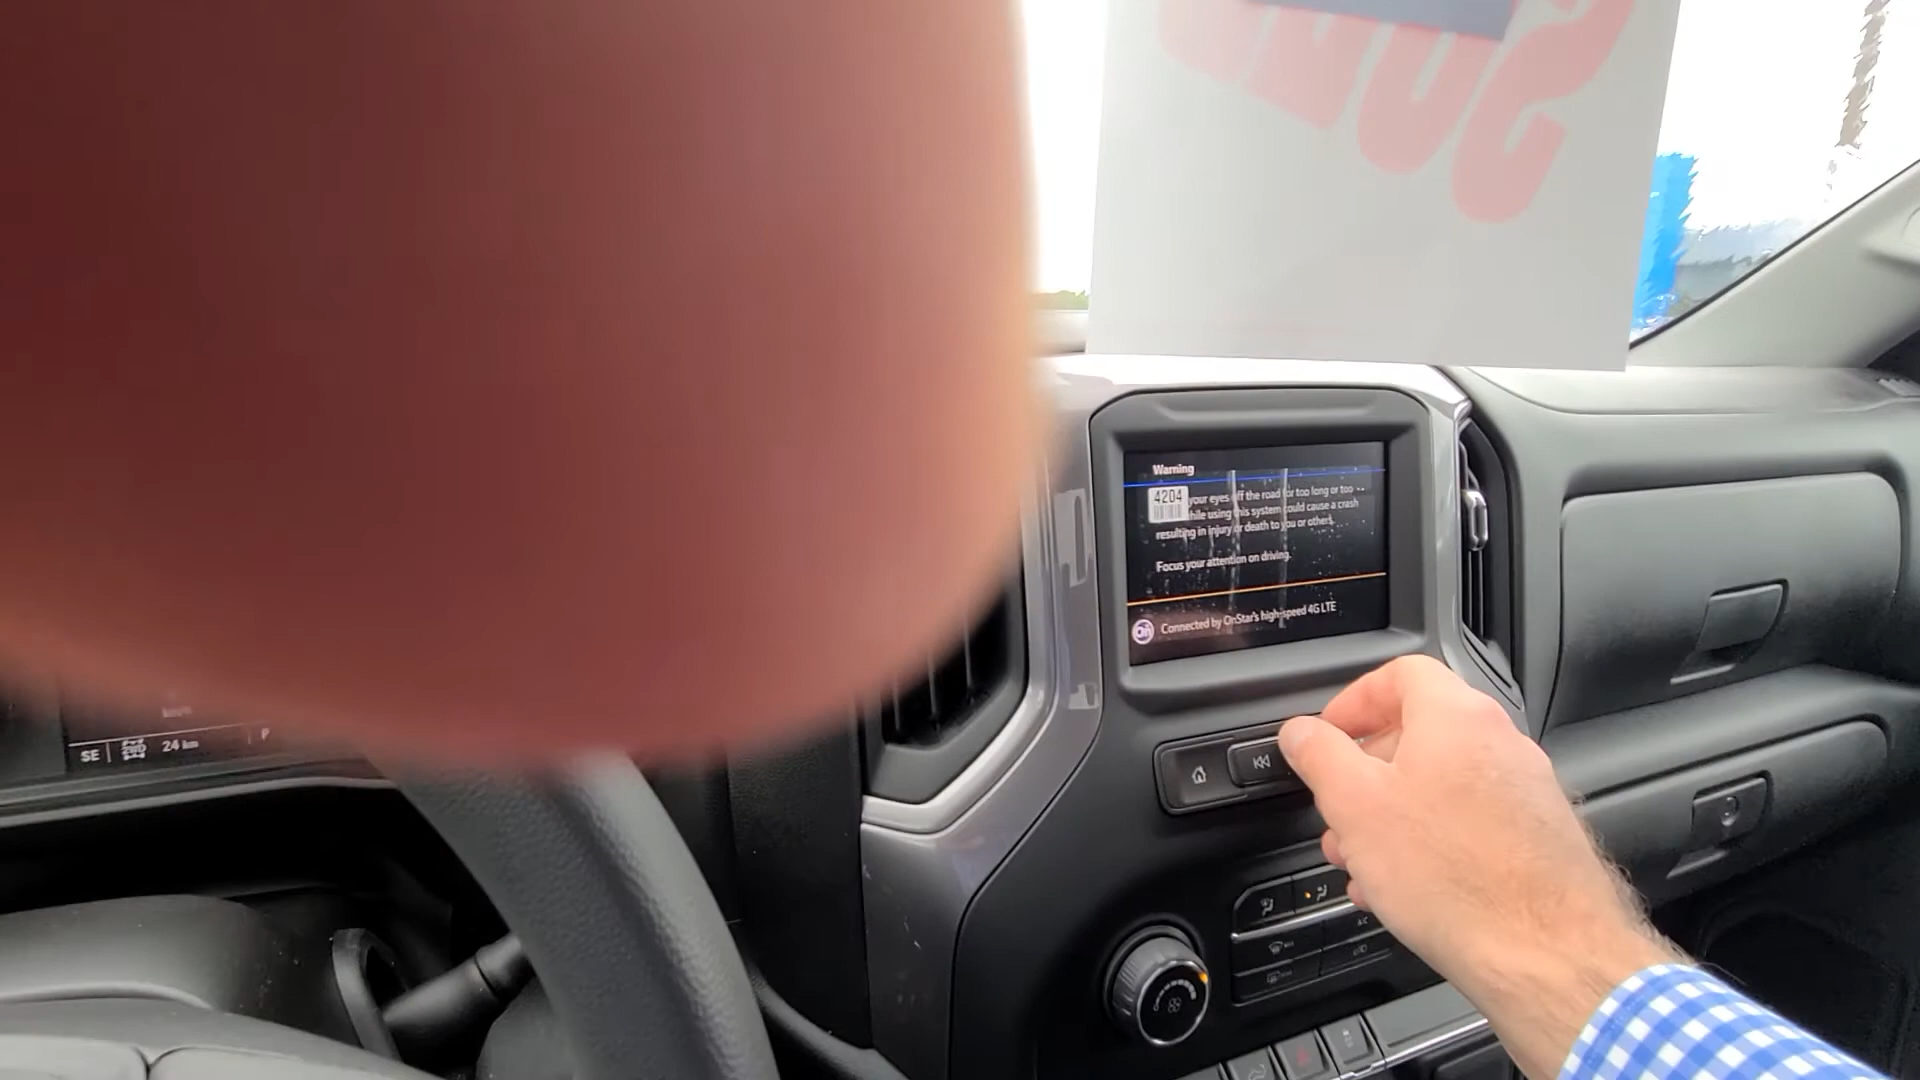 SOLD
Warning
4204
your eyes off the road for too long or too
while using this system could cause a crash
resulting in injury or death to you or others.
Focus your attention on driving.
On
Connected by OnStar's high-speed 4G LTE
SE
24 km
P
A/C